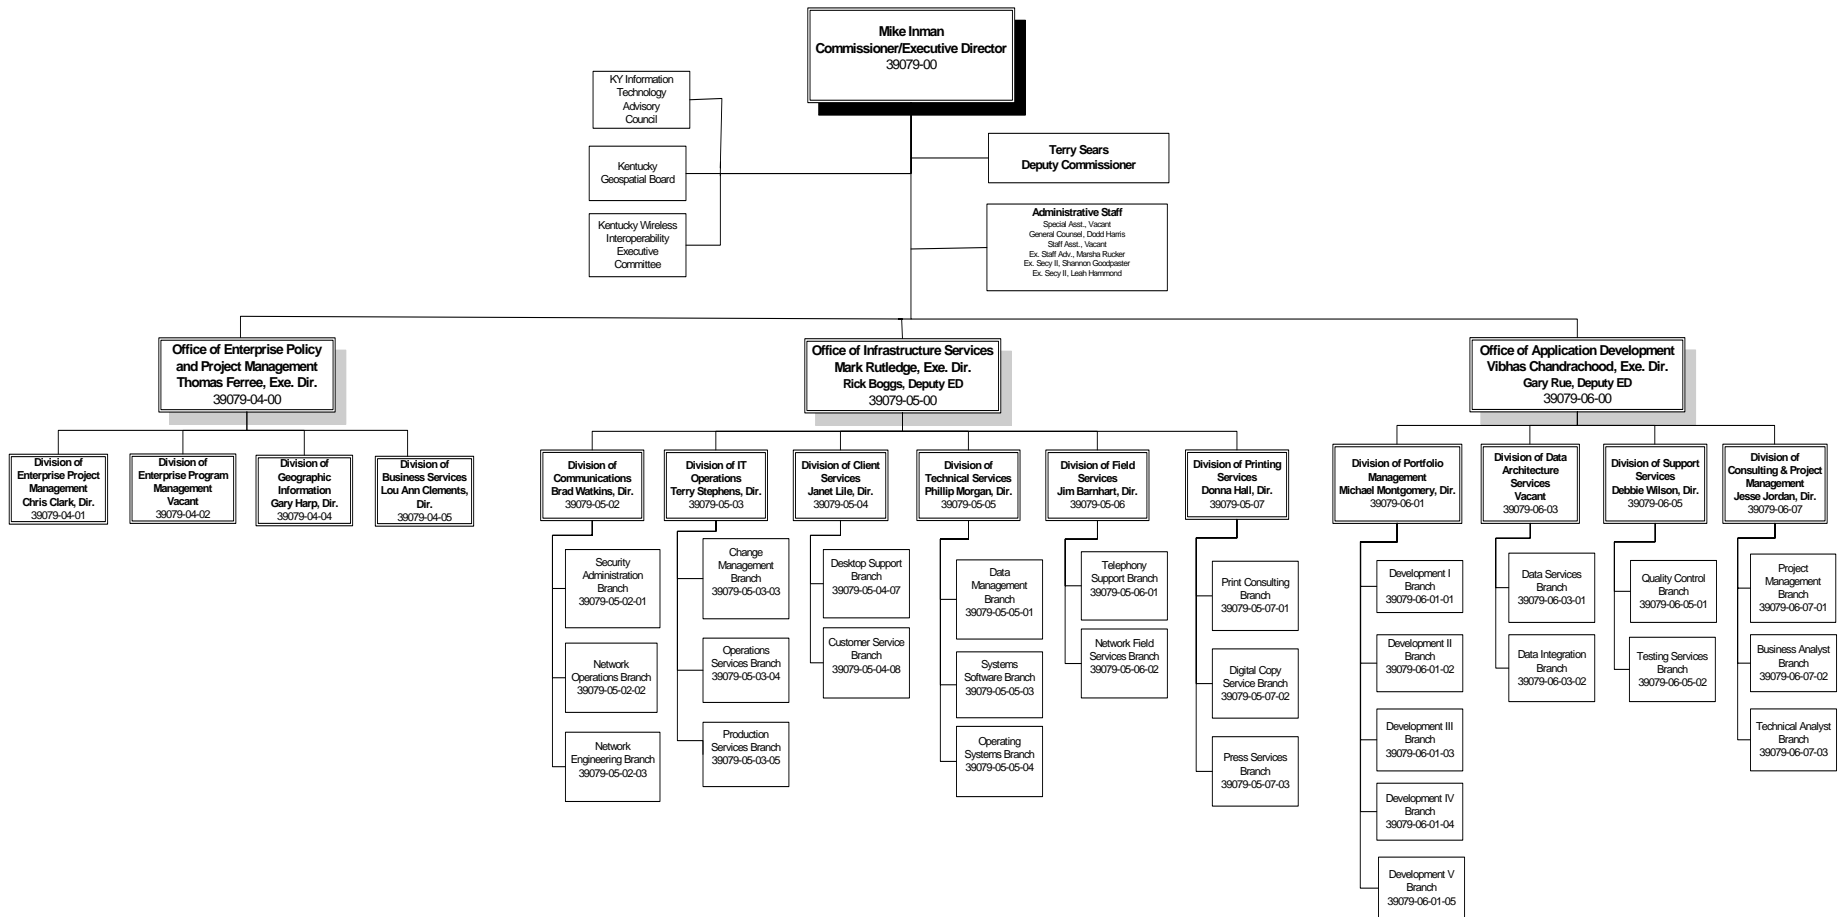 Mike Inman
Commissioner/Executive Director
39079-00
KY Information
Technology
Advisory
Council
Kentucky
Geospatial Board
Kentucky Wireless
Interoperability
Executive
Committee
Terry Sears
Deputy Commissioner
Administrative Staff
Special Asst., Vacant
General Counsel, Dodd Harris
Staff Asst., Vacant
Ex. Staff Adv., Marsha Rucker
Ex. Secy II, Shannon Goodpaster
Ex. Secy II, Leah Hammond
Office of Enterprise Policy
and Project Management
Thomas Ferree, Exe. Dir.
39079-04-00
Office of Infrastructure Services
Mark Rutledge, Exe. Dir.
Rick Boggs, Deputy ED
39079-05-00
Office of Application Development
Vibhas Chandrachood, Exe. Dir.
Gary Rue, Deputy ED
39079-06-00
Division of
Enterprise Project
Management
Chris Clark, Dir.
39079-04-01
Division of
Enterprise Program
Management
Vacant
39079-04-02
Division of
Geographic
Information
Gary Harp, Dir.
39079-04-04
Division of
Business Services
Lou Ann Clements,
Dir.
39079-04-05
Division of
Communications
Brad Watkins, Dir.
39079-05-02
Division of IT
Operations
Terry Stephens, Dir.
39079-05-03
Division of Client
Services
Janet Lile, Dir.
39079-05-04
Division of
Technical Services
Phillip Morgan, Dir.
39079-05-05
Division of Field
Services
Jim Barnhart, Dir.
39079-05-06
Division of Printing
Services
Donna Hall, Dir.
39079-05-07
Division of Portfolio
Management
Michael Montgomery, Dir.
39079-06-01
Division of Data
Architecture
Services
Vacant
39079-06-03
Division of Support
Services
Debbie Wilson, Dir.
39079-06-05
Division of
Consulting & Project
Management
Jesse Jordan, Dir.
39079-06-07
Security
Administration
Branch
39079-05-02-01
Network
Operations Branch
39079-05-02-02
Network
Engineering Branch
39079-05-02-03
Change
Management
Branch
39079-05-03-03
Operations
Services Branch
39079-05-03-04
Production
Services Branch
39079-05-03-05
Desktop Support
Branch
39079-05-04-07
Customer Service
Branch
39079-05-04-08
Data
Management
Branch
39079-05-05-01
Systems
Software Branch
39079-05-05-03
Operating
Systems Branch
39079-05-05-04
Telephony
Support Branch
39079-05-06-01
Network Field
Services Branch
39079-05-06-02
Print Consulting
Branch
39079-05-07-01
Digital Copy
Service Branch
39079-05-07-02
Press Services
Branch
39079-05-07-03
Development I
Branch
39079-06-01-01
Development II
Branch
39079-06-01-02
Development III
Branch
39079-06-01-03
Development IV
Branch
39079-06-01-04
Development V
Branch
39079-06-01-05
Data Services
Branch
39079-06-03-01
Data Integration
Branch
39079-06-03-02
Quality Control
Branch
39079-06-05-01
Testing Services
Branch
39079-06-05-02
Project
Management
Branch
39079-06-07-01
Business Analyst
Branch
39079-06-07-02
Technical Analyst
Branch
39079-06-07-03